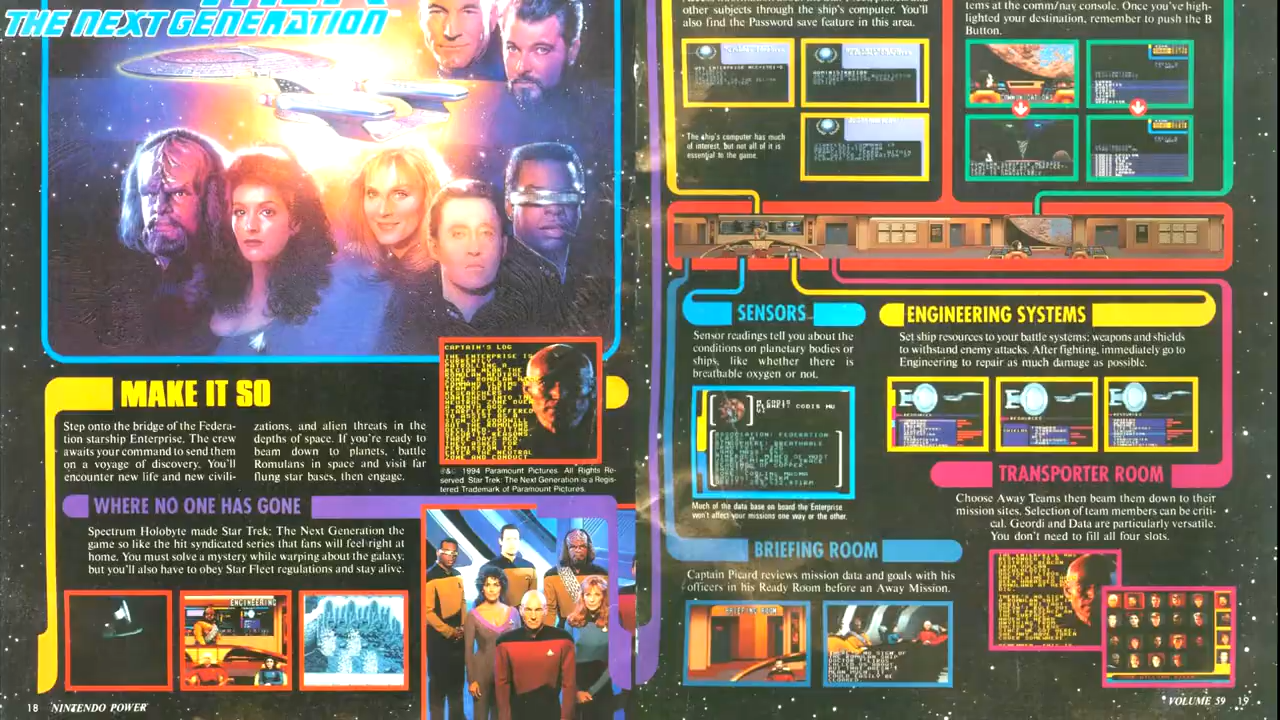 THE NEXT GENERATION
MAKE IT SO
Step onto the bridge of the Federa-
tion starship Enterprise. The crew
awaits your command to send them
on a voyage of discovery. You'll
encounter new life and new civili-
zations, and alien threats in the
depths of space. If you're ready to
beam down to planets, battle
Romulans in space and visit far
flung star bases, then engage.
CAPTAIN'S LOG
THE ENTERPRISE IS
CURRENTLY
PATROLLING A
REGION NEAR THE
®&© 1994 Paramount Pictures. All Rights Re-
served. Star Trek: The Next Generation is a Regis-
tered Trademark of Paramount Pictures.
WHERE NO ONE HAS GONE
Spectrum Holobyte made Star Trek: The Next Generation the
game so like the hit syndicated series that fans will feel right at
home. You must solve a mystery while warping about the galaxy,
but you'll also have to obey Star Fleet regulations and stay alive.
ENGINEERING
18 NINTENDO POWER
other subjects through the ship's computer. You'll
also find the Password save feature in this area.
* The ship's computer has much
of interest, but not all of it is
essential to the game.
tems at the comm/nav console. Once you've high-
lighted your destination, remember to push the B
Button.
COMMUNICATIONS
SENSORS
Sensor readings tell you about the
conditions on planetary bodies or
ships, like whether there is
breathable oxygen or not.
Much of the data base on board the Enterprise
won't affect your missions one way or the other.
ENGINEERING SYSTEMS
Set ship resources to your battle systems: weapons and shields
to withstand enemy attacks. After fighting, immediately go to
Engineering to repair as much damage as possible.
TRANSPORTER ROOM
Choose Away Teams then beam them down to their
mission sites. Selection of team members can be criti-
cal. Geordi and Data are particularly versatile.
You don't need to fill all four slots.
BRIEFING ROOM
Captain Picard reviews mission data and goals with his
officers in his Ready Room before an Away Mission.
BRIEFING ROOM
VOLUME 59 19